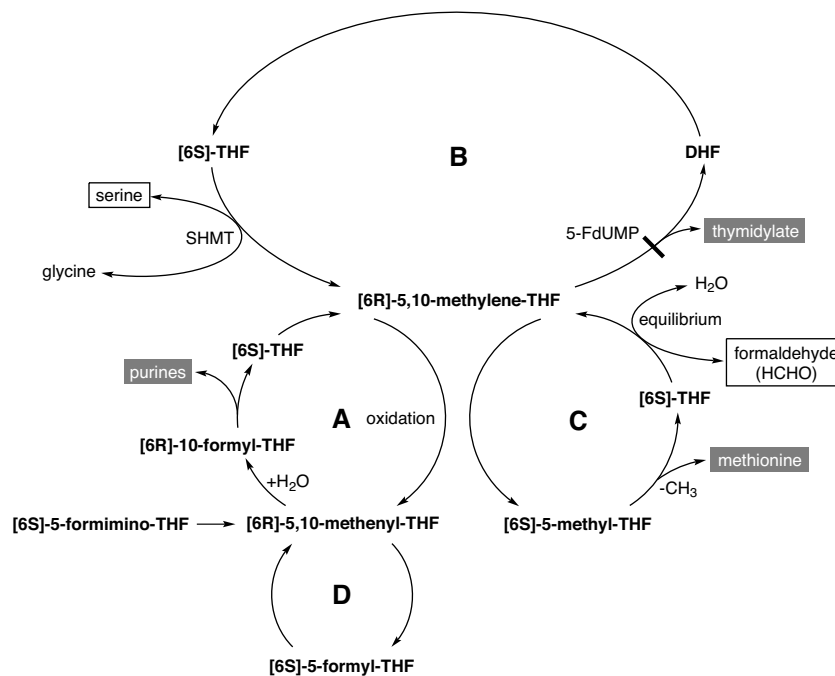 [6S]-THF
B
DHF
serine
SHMT
5-FdUMP
thymidylate
glycine
H2O
[6R]-5,10-methylene-THF
equilibrium
[6S]-THF
formaldehyde
(HCHO)
purines
[6S]-THF
A
oxidation
C
[6R]-10-formyl-THF
methionine
+H2O
-CH3
[6S]-5-formimino-THF
[6R]-5,10-methenyl-THF
[6S]-5-methyl-THF
D
[6S]-5-formyl-THF